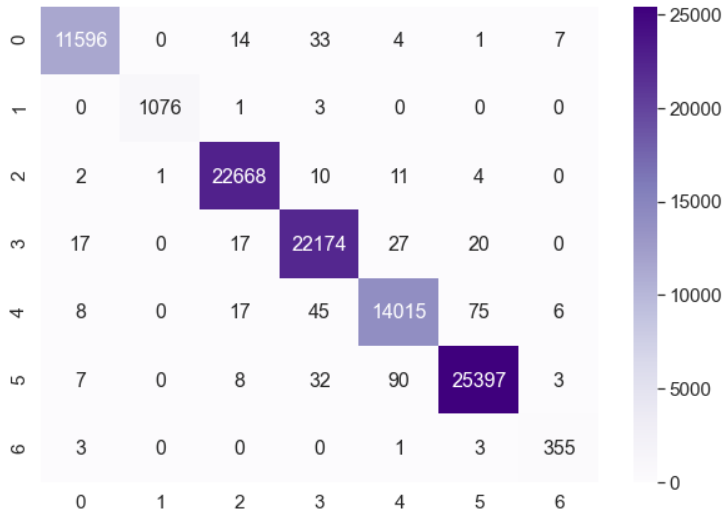 0 11596 0 14 33 4 1 7
1 0 1076 1 3 0 0 0
2 2 1 22668 10 11 4 0
3 17 0 17 22174 27 20 0
4 8 0 17 45 14015 75 6
5 7 0 8 32 90 25397 3
6 3 0 0 0 1 3 355
0 1 2 3 4 5 6
25000
20000
15000
10000
5000
0